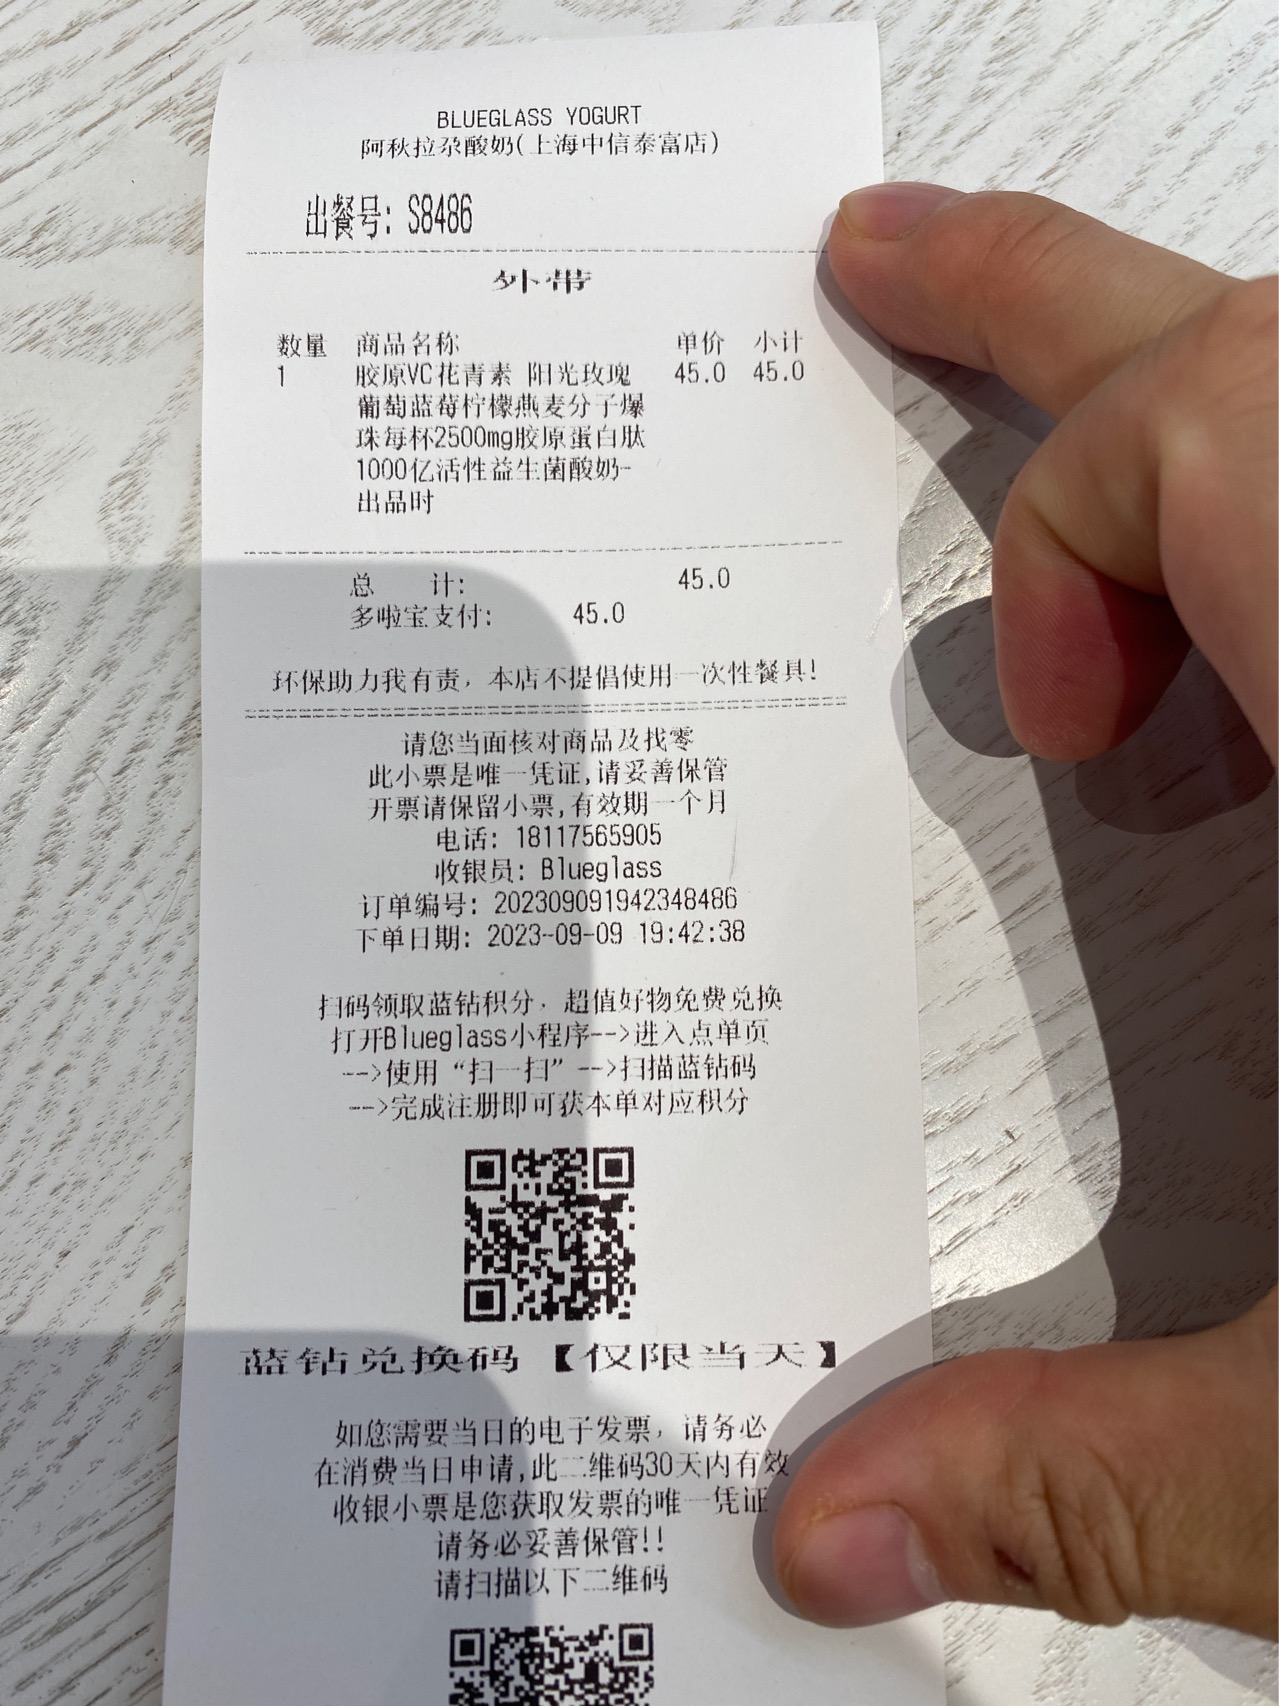 BLUEGLASS YOGURT
阿秋拉尕酸奶(上海中信泰富店)
出餐号: S8486
外带
数量 商品名称 单价 小计
1 胶原VC花青素 阳光玫瑰 45.0 45.0
葡萄蓝莓柠檬燕麦分子爆
珠每杯2500mg胶原蛋白肽
1000亿活性益生菌酸奶-
出品时
总 计: 45.0
多啦宝支付: 45.0
环保助力我有责，本店不提倡使用一次性餐具!
请您当面核对商品及找零
此小票是唯一凭证,请妥善保管
开票请保留小票,有效期一个月
电话: 18117565905
收银员: Blueglass
订单编号: 202309091942348486
下单日期: 2023-09-09 19:42:38
扫码领取蓝钻积分，超值好物免费兑换
打开Blueglass小程序-->进入点单页
-->使用“扫一扫”-->扫描蓝钻码
-->完成注册即可获本单对应积分
蓝钻兑换码【仅限当天】
如您需要当日的电子发票，请务必
在消费当日申请,此二维码30天内有效
收银小票是您获取发票的唯一凭证
请务必妥善保管!!
请扫描以下二维码